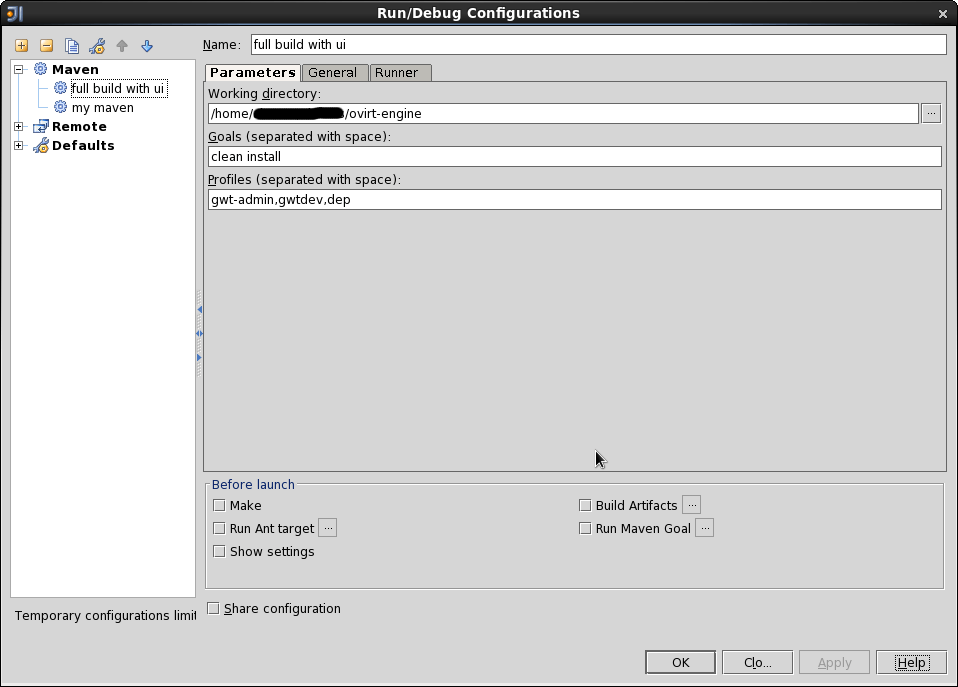 Run/Debug Configurations
Name: full build with ui
Maven
full build with ui
my maven
Remote
Defaults
Parameters General Runner
Working directory:
/home/ /ovirt-engine ...
Goals (separated with space):
clean install
Profiles (separated with space):
gwt-admin,gwtdev,dep
Before launch
Make Build Artifacts ...
Run Ant target ... Run Maven Goal ...
Show settings
Temporary configurations limit
Share configuration
OK Clo... Apply Help